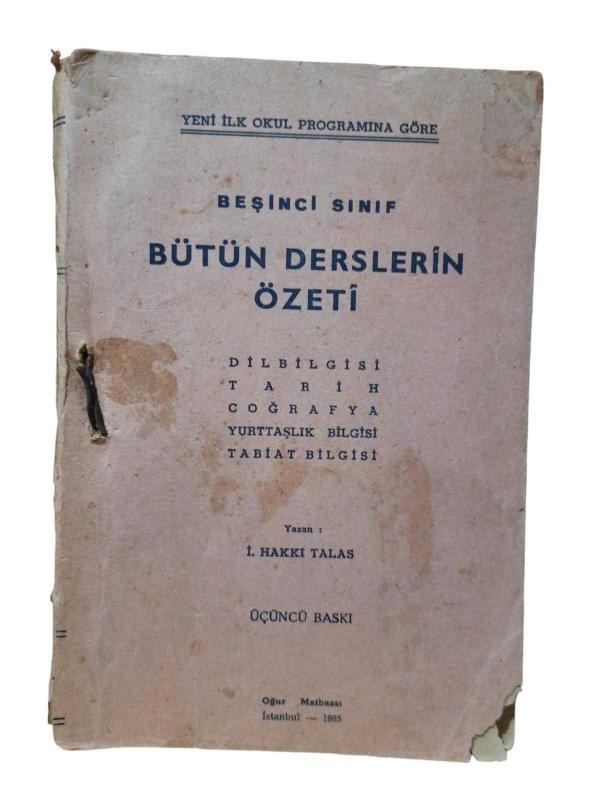 YENİ İLK OKUL PROGRAMINA GÖRE
BEŞİNCİ SINIF
BÜTÜN DERSLERİN
ÖZETİ
DİLBİLGİSİ
TARİH
COĞRAFYA
YURTTAŞLIK BİLGİSİ
TABİAT BİLGİSİ
Yazan :
İ. HAKKI TALAS
ÜÇÜNCÜ BASKI
Oğur Matbaası
İstanbul — 1955